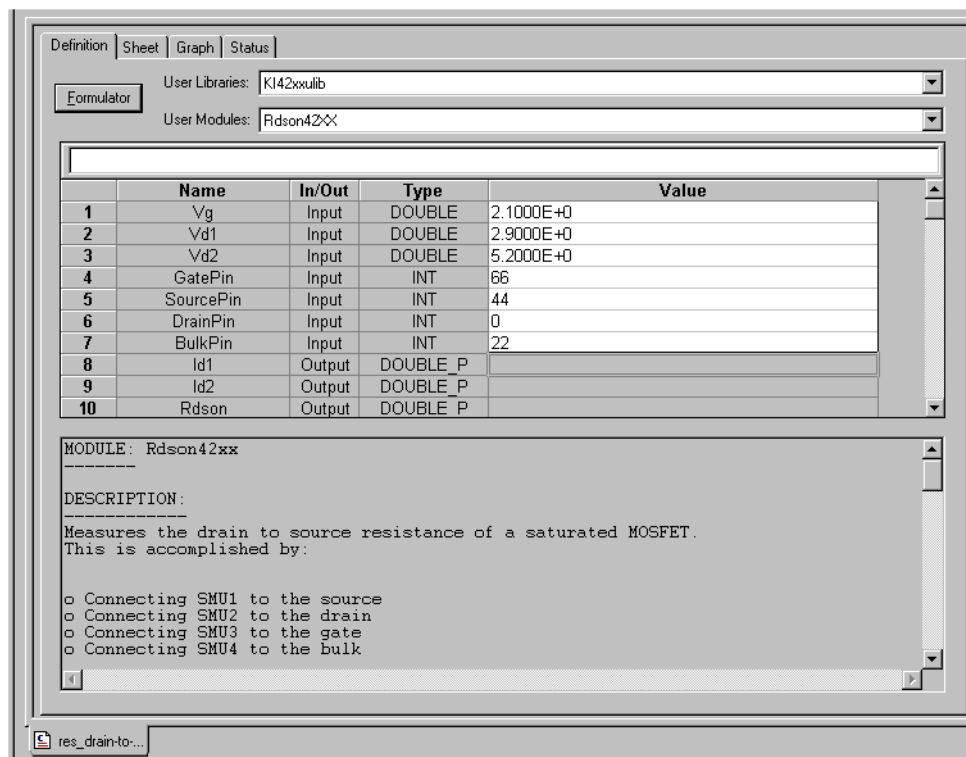 Definition Sheet Graph Status
Formulator
User Libraries: KI42xxulib
User Modules: Rdson42XX
Name In/Out Type Value
1 Vg Input DOUBLE 2.1000E+0
2 Vd1 Input DOUBLE 2.9000E+0
3 Vd2 Input DOUBLE 5.2000E+0
4 GatePin Input INT 66
5 SourcePin Input INT 44
6 DrainPin Input INT 0
7 BulkPin Input INT 22
8 Id1 Output DOUBLE_P
9 Id2 Output DOUBLE_P
10 Rdson Output DOUBLE_P
MODULE: Rdson42xx
-------
DESCRIPTION:
------------
Measures the drain to source resistance of a saturated MOSFET.
This is accomplished by:
o Connecting SMU1 to the source
o Connecting SMU2 to the drain
o Connecting SMU3 to the gate
o Connecting SMU4 to the bulk
res_drain-to-...